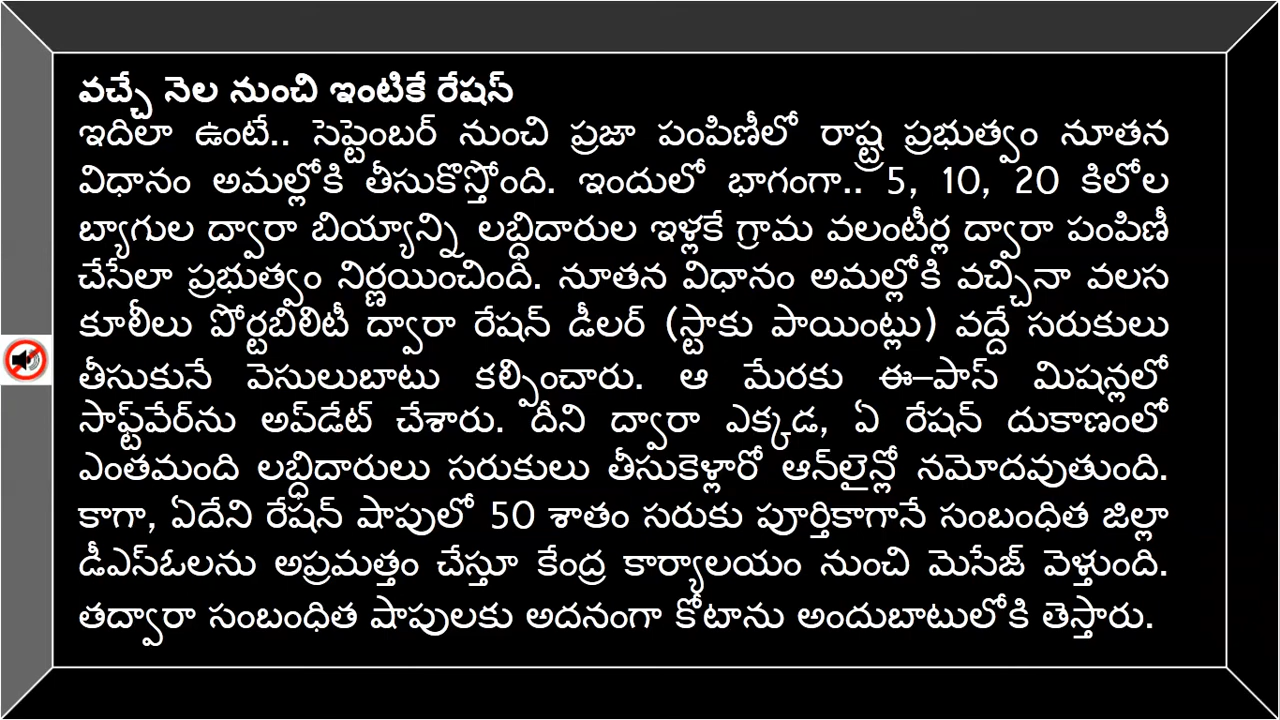 వచ్చే నెల నుంచి ఇంటికే రేషన్
ఇదిలా ఉంటే.. సెప్టెంబర్ నుంచి ప్రజా పంపిణీలో రాష్ట్ర ప్రభుత్వం నూతన
విధానం అమల్లోకి తీసుకొస్తోంది. ఇందులో భాగంగా.. 5, 10, 20 కిలోల
బ్యాగుల ద్వారా బియ్యాన్ని లబ్ధిదారుల ఇళ్లకే గ్రామ వలంటీర్ల ద్వారా పంపిణీ
చేసేలా ప్రభుత్వం నిర్ణయించింది. నూతన విధానం అమల్లోకి వచ్చినా వలస
కూలీలు పోర్టబిలిటీ ద్వారా రేషన్ డీలర్ (స్టాకు పాయింట్లు) వద్దే సరుకులు
తీసుకునే వెసులుబాటు కల్పించారు. ఆ మేరకు ఈ–పాస్ మిషన్లలో
సాఫ్ట్‌వేర్‌ను అప్‌డేట్ చేశారు. దీని ద్వారా ఎక్కడ, ఏ రేషన్ దుకాణంలో
ఎంతమంది లబ్ధిదారులు సరుకులు తీసుకెళ్లారో ఆన్‌లైన్లో నమోదవుతుంది.
కాగా, ఏదేని రేషన్ షాపులో 50 శాతం సరుకు పూర్తికాగానే సంబంధిత జిల్లా
డీఎస్ఓలను అప్రమత్తం చేస్తూ కేంద్ర కార్యాలయం నుంచి మెసేజ్ వెళ్తుంది.
తద్వారా సంబంధిత షాపులకు అదనంగా కోటాను అందుబాటులోకి తెస్తారు.